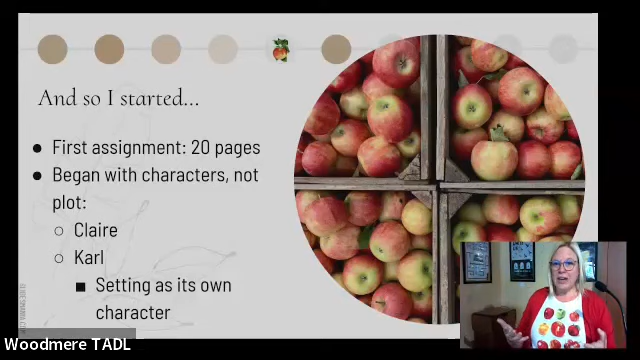 And so I started...
● First assignment: 20 pages
● Began with characters, not
plot:
○ Claire
○ Karl
■ Setting as its own
character
Woodmere TADL